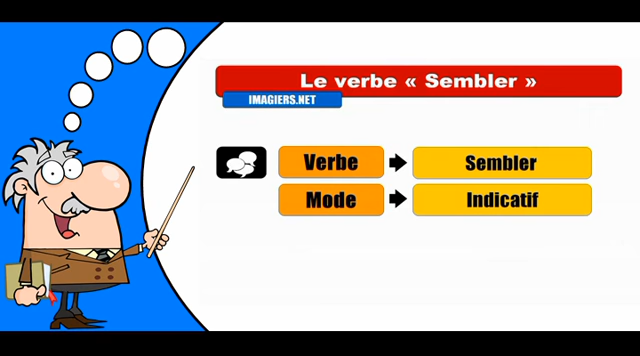 Le verbe « Sembler »
IMAGIERS.NET
Verbe Sembler
Mode Indicatif